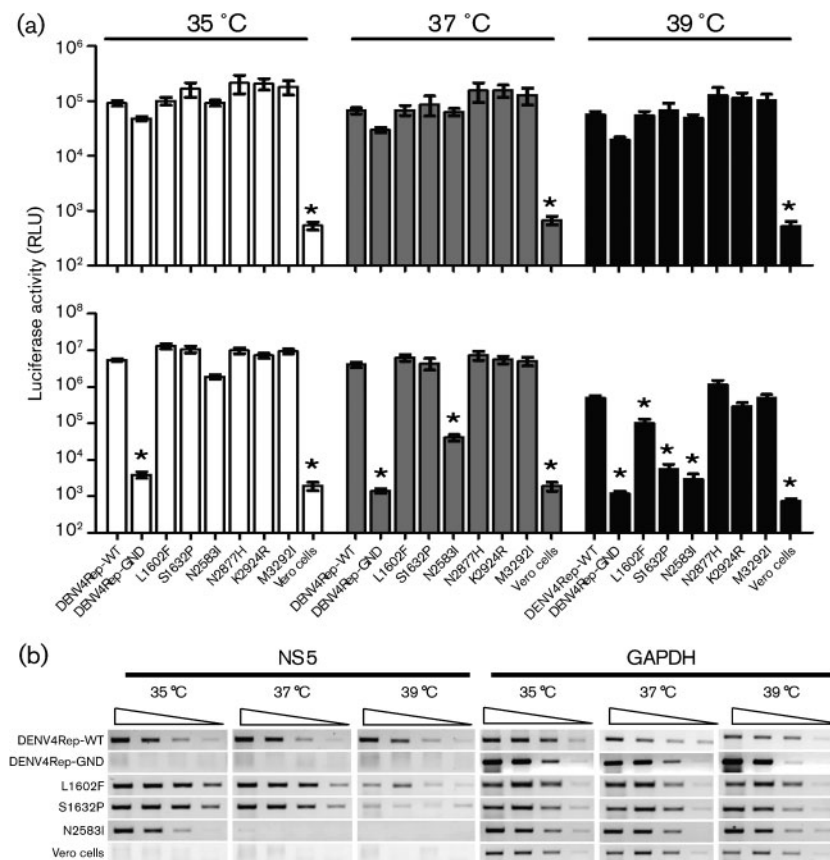 (a)
35 °C 37 °C 39 °C
Luciferase activity (RLU)
10⁶
10⁵
10⁴
10³
10²
* * *
10⁸
10⁷
10⁶
10⁵
10⁴
10³
10²
* * * * * * * * * *
DENV4Rep-WT DENV4Rep-GND L1602F S1632P N2583I N2877H K2924R M3292I Vero cells DENV4Rep-WT DENV4Rep-GND L1602F S1632P N2583I N2877H K2924R M3292I Vero cells DENV4Rep-WT DENV4Rep-GND L1602F S1632P N2583I N2877H K2924R M3292I Vero cells
(b)
NS5 GAPDH
35 °C 37 °C 39 °C 35 °C 37 °C 39 °C
DENV4Rep-WT
DENV4Rep-GND
L1602F
S1632P
N2583I
Vero cells